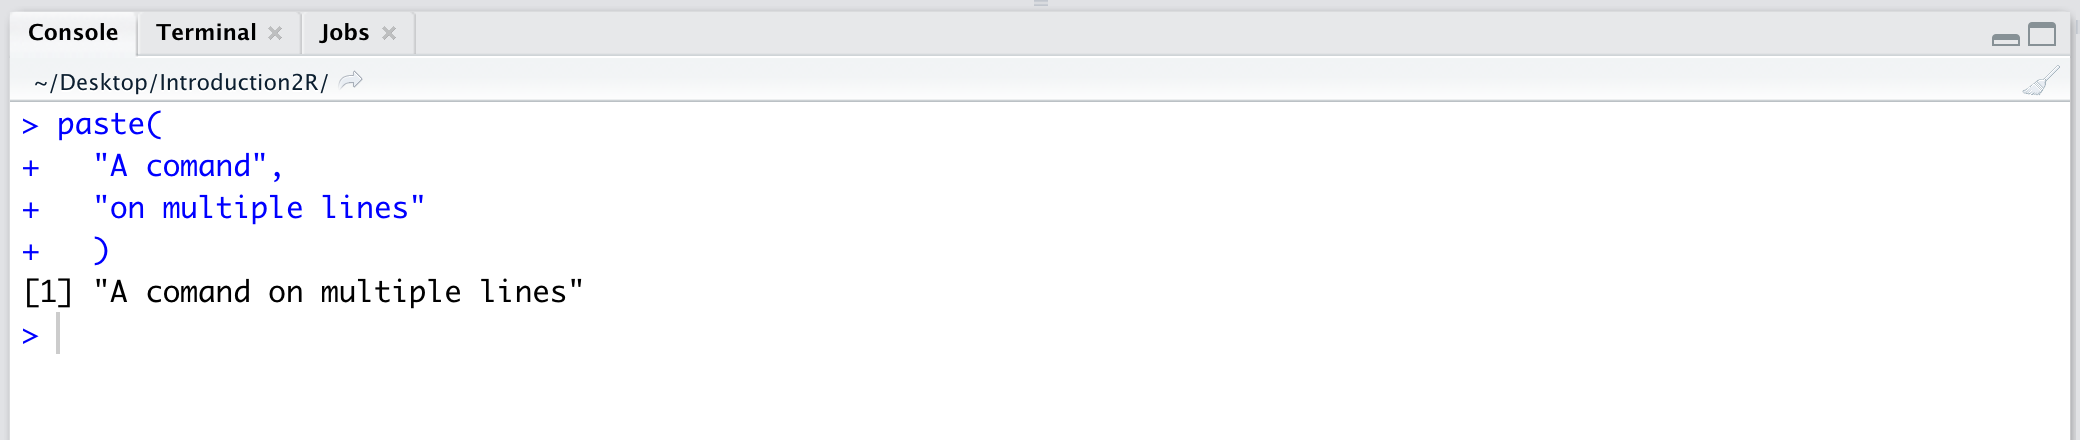 Console Terminal Jobs
~/Desktop/Introduction2R/
> paste(
+   "A comand",
+   "on multiple lines"
+   )
[1] "A comand on multiple lines"
>